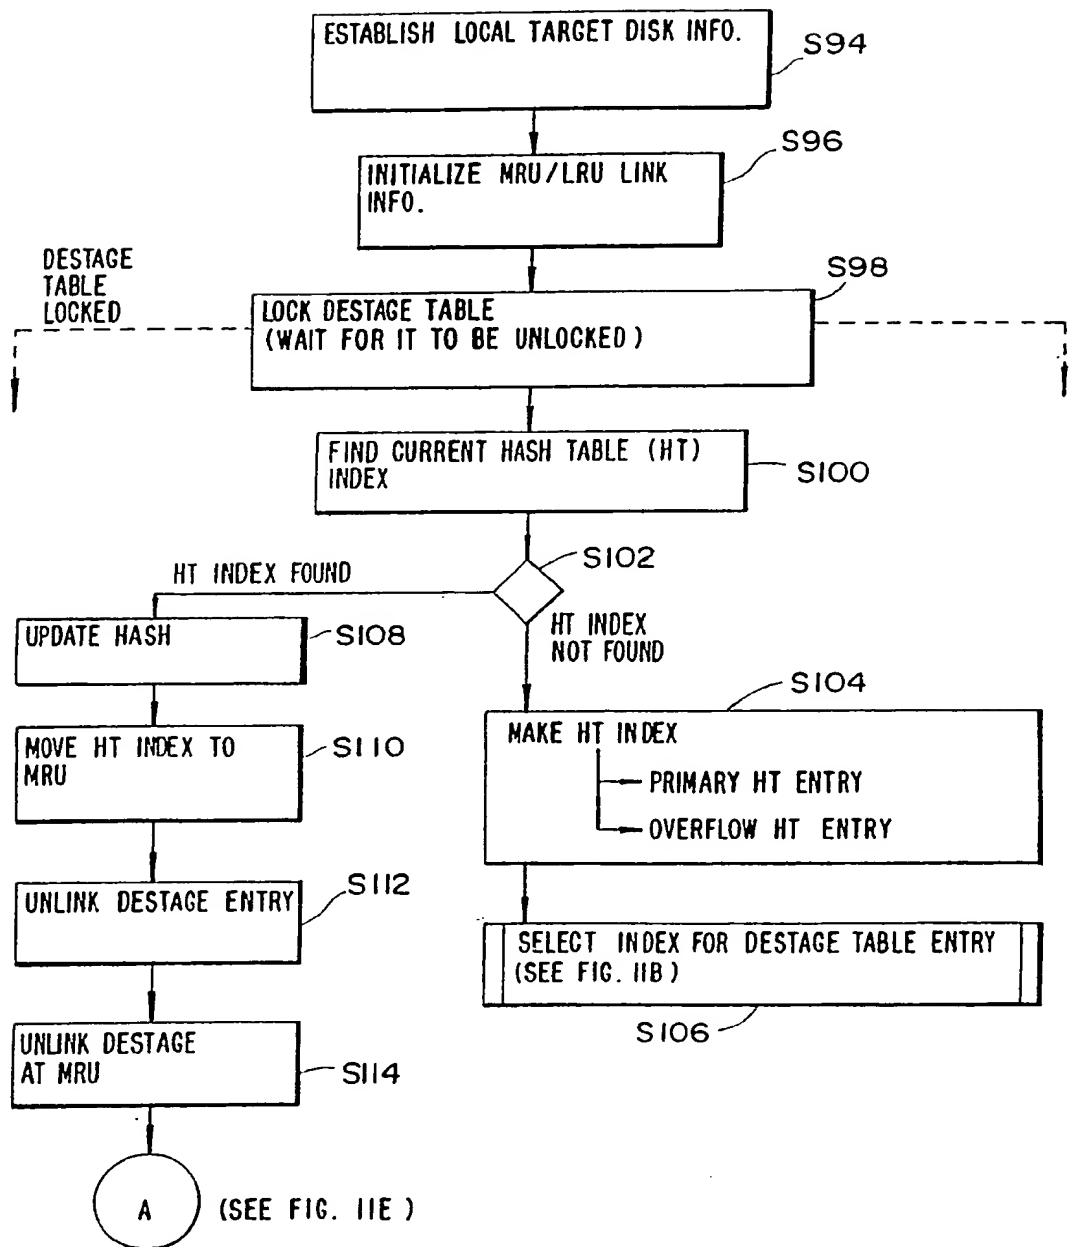 ESTABLISH LOCAL TARGET DISK INFO.
S94
S96
INITIALIZE MRU/LRU LINK
INFO.
DESTAGE
TABLE
LOCKED
S98
LOCK DESTAGE TABLE
(WAIT FOR IT TO BE UNLOCKED)
FIND CURRENT HASH TABLE (HT)
INDEX
S100
S102
HT INDEX FOUND
HT INDEX
NOT FOUND
UPDATE HASH
S108
S104
MOVE HT INDEX TO
MRU
S110
MAKE HT INDEX
PRIMARY HT ENTRY
OVERFLOW HT ENTRY
UNLINK DESTAGE ENTRY
S112
SELECT INDEX FOR DESTAGE TABLE ENTRY
(SEE FIG. 11B)
S106
UNLINK DESTAGE
AT MRU
S114
A
(SEE FIG. 11E)